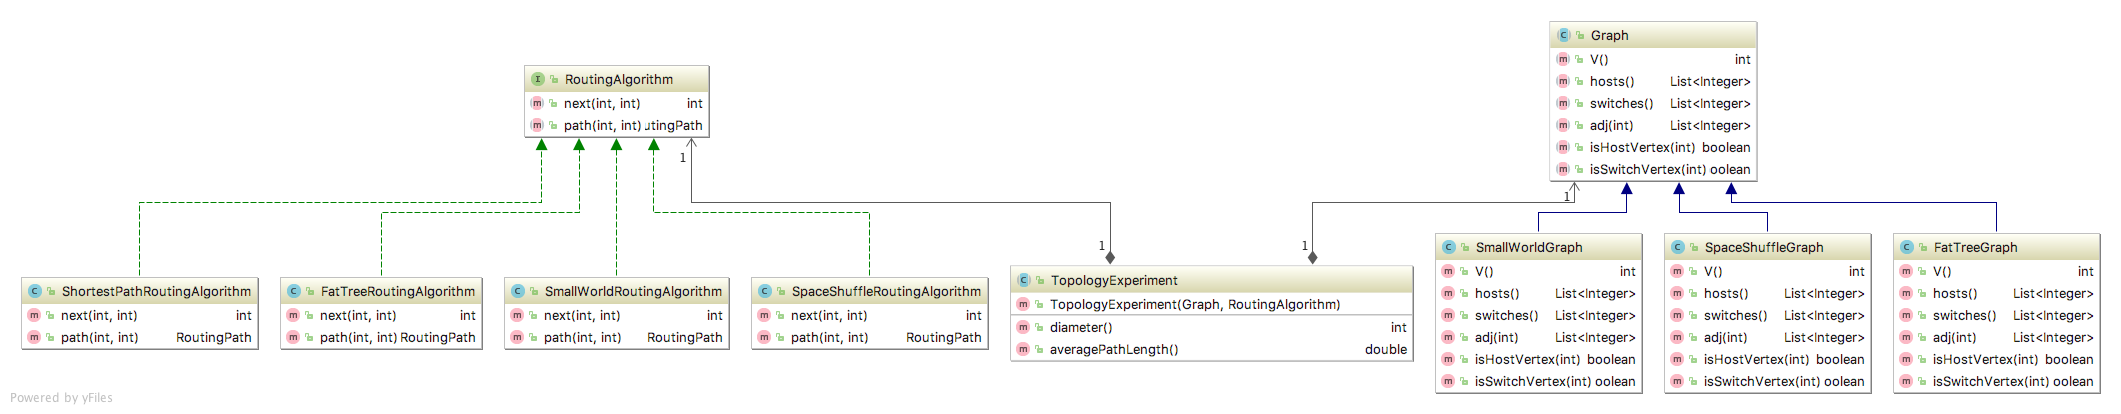 Graph
V() int
hosts() List<Integer>
switches() List<Integer>
adj(int) List<Integer>
isHostVertex(int) boolean
isSwitchVertex(int) oolean
RoutingAlgorithm
next(int, int) int
path(int, int) utingPath
1
1
1
1
ShortestPathRoutingAlgorithm
next(int, int) int
path(int, int) RoutingPath
FatTreeRoutingAlgorithm
next(int, int) int
path(int, int) RoutingPath
SmallWorldRoutingAlgorithm
next(int, int) int
path(int, int) RoutingPath
SpaceShuffleRoutingAlgorithm
next(int, int) int
path(int, int) RoutingPath
TopologyExperiment
TopologyExperiment(Graph, RoutingAlgorithm)
diameter() int
averagePathLength() double
SmallWorldGraph
V() int
hosts() List<Integer>
switches() List<Integer>
adj(int) List<Integer>
isHostVertex(int) boolean
isSwitchVertex(int) oolean
SpaceShuffleGraph
V() int
hosts() List<Integer>
switches() List<Integer>
adj(int) List<Integer>
isHostVertex(int) boolean
isSwitchVertex(int) oolean
FatTreeGraph
V() int
hosts() List<Integer>
switches() List<Integer>
adj(int) List<Integer>
isHostVertex(int) boolean
isSwitchVertex(int) oolean
Powered by yFiles